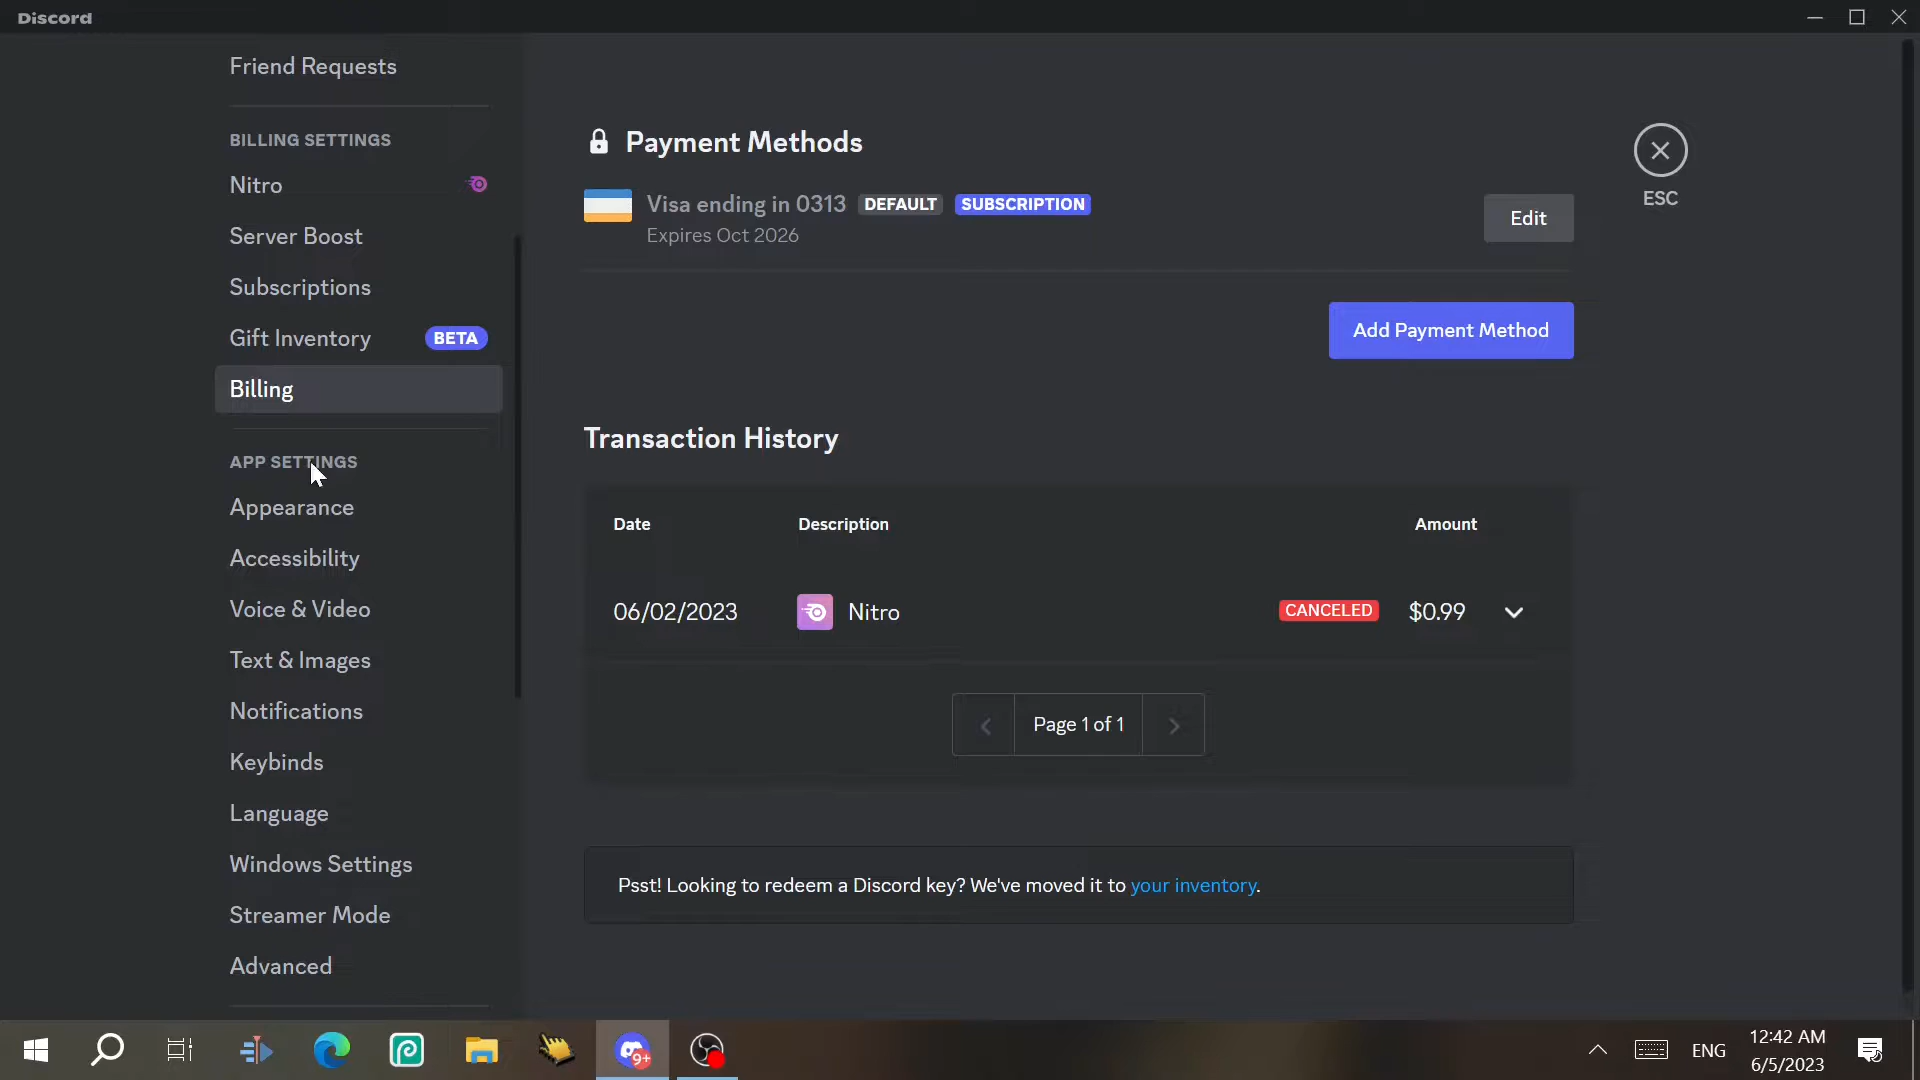 Discord
Friend Requests
BILLING SETTINGS
Nitro
Server Boost
Subscriptions
Gift Inventory BETA
Billing
APP SETTINGS
Appearance
Accessibility
Voice & Video
Text & Images
Notifications
Keybinds
Language
Windows Settings
Streamer Mode
Advanced
Payment Methods
Visa ending in 0313 DEFAULT SUBSCRIPTION
Expires Oct 2026
Edit
ESC
Add Payment Method
Transaction History
Date Description Amount
06/02/2023 Nitro CANCELED $0.99
Page 1 of 1
Psst! Looking to redeem a Discord key? We've moved it to your inventory.
9+
ENG
12:42 AM
6/5/2023